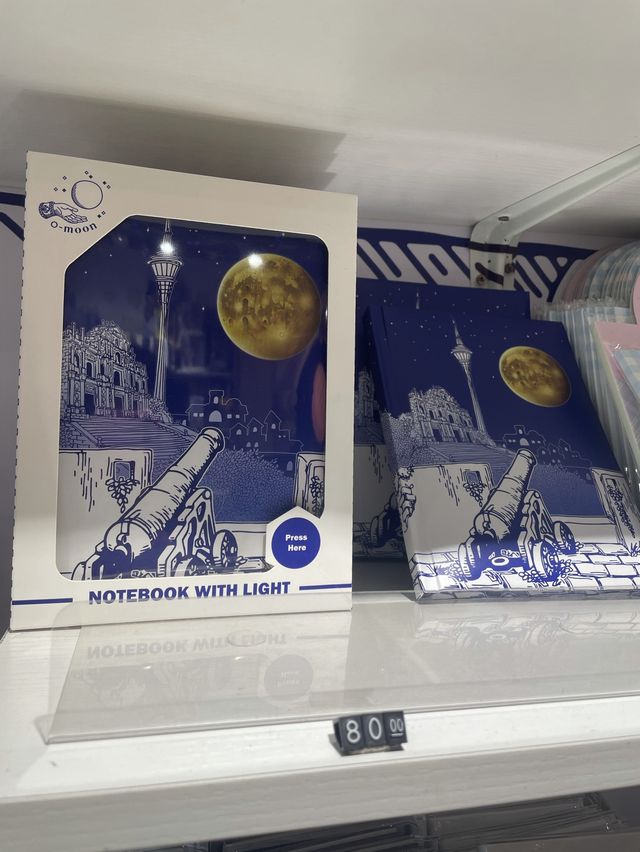 o-moon
Press
Here
NOTEBOOK WITH LIGHT
80 00